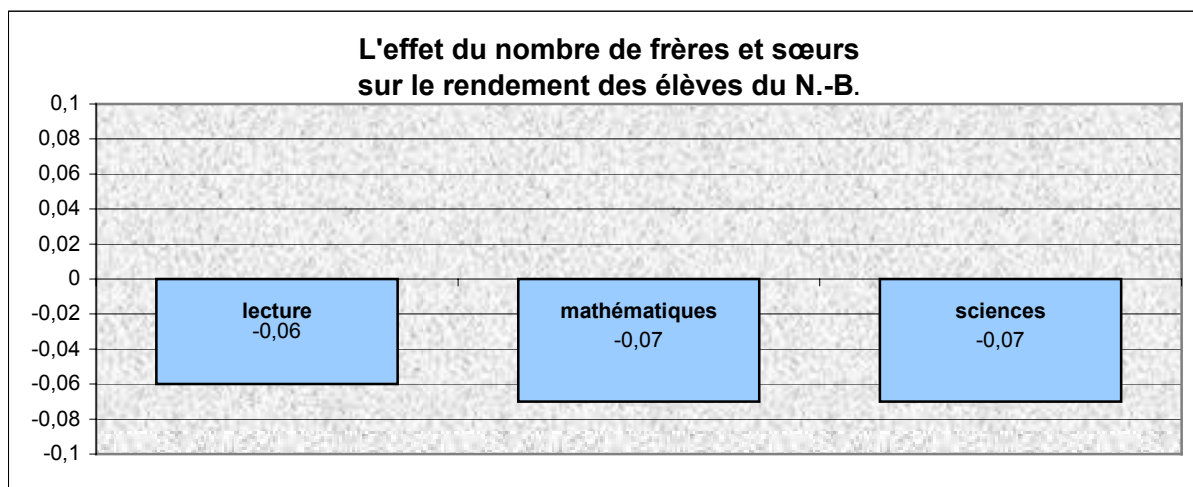 L'effet du nombre de frères et sœurs
sur le rendement des élèves du N.-B.
0,1
0,08
0,06
0,04
0,02
0
-0,02
-0,04
-0,06
-0,08
-0,1
lecture
-0,06
mathématiques
-0,07
sciences
-0,07